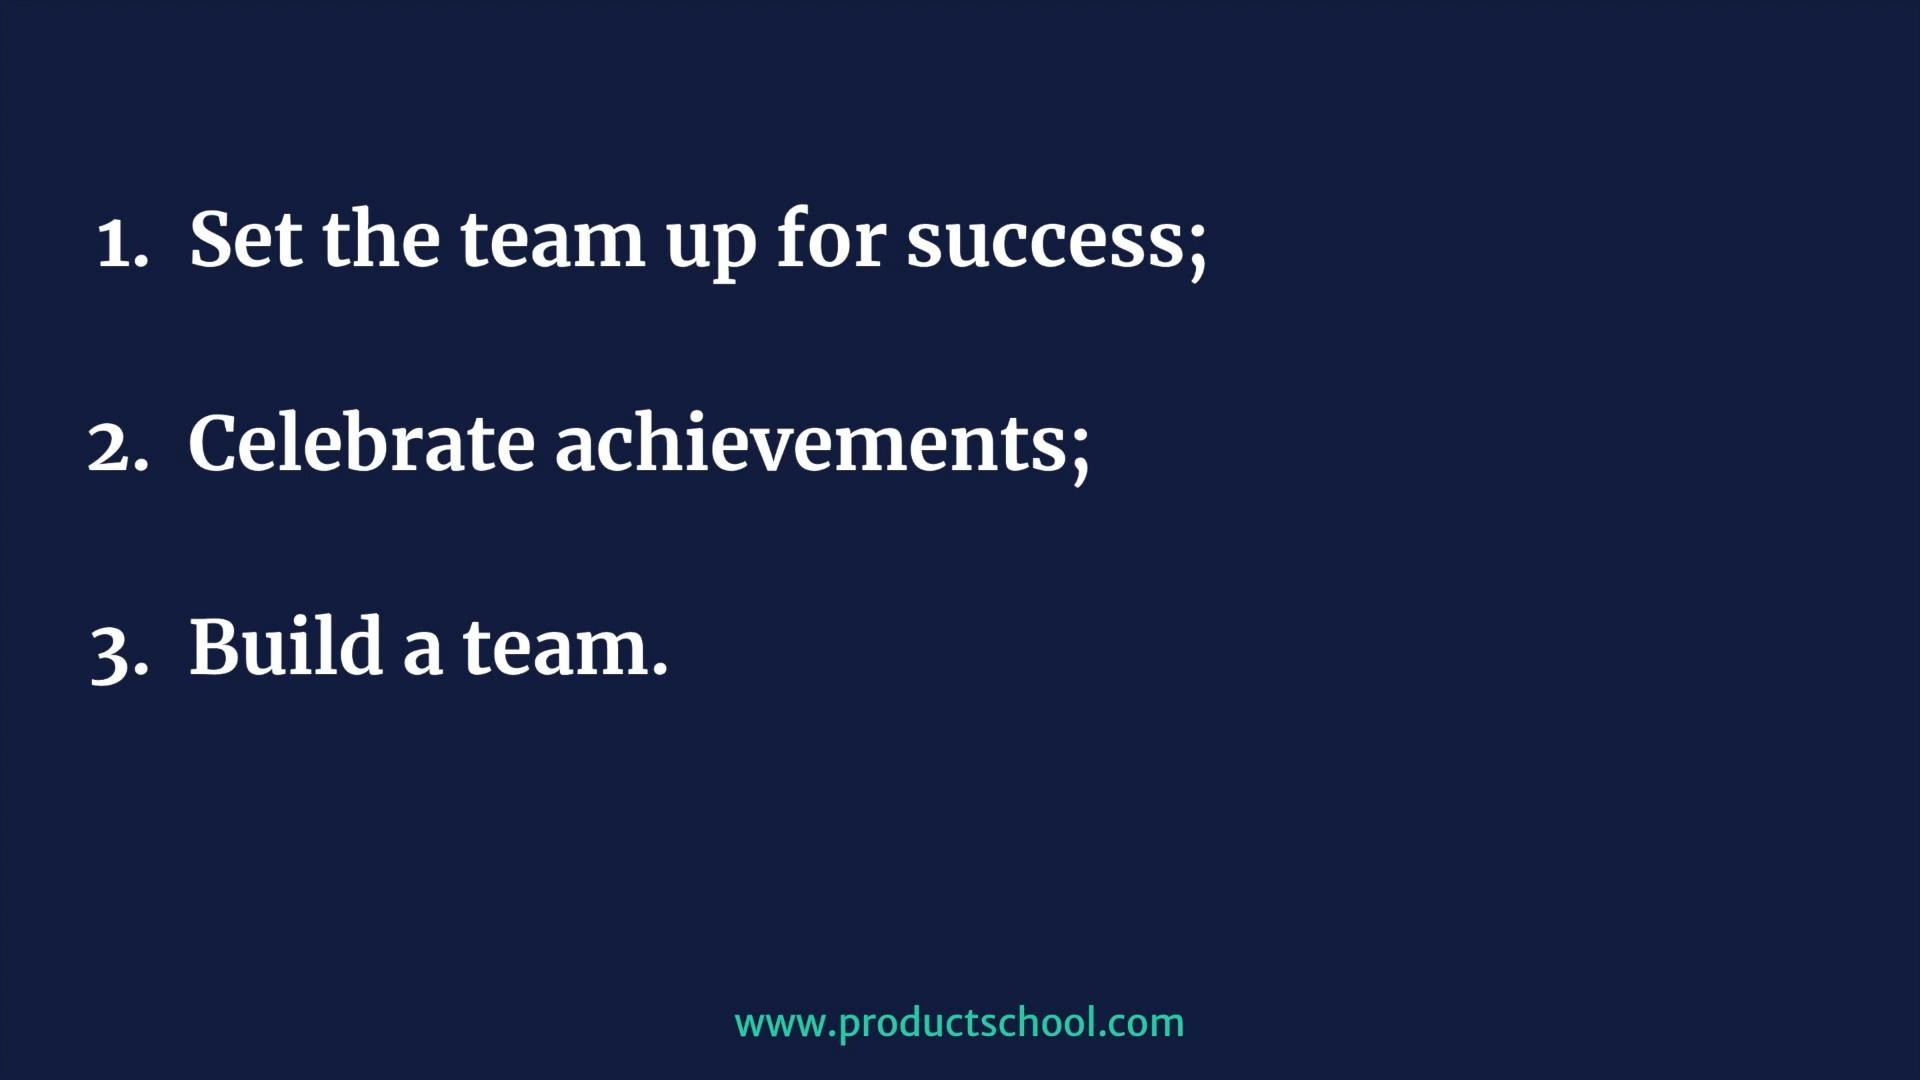 1. Set the team up for success;
2. Celebrate achievements;
3. Build a team.
www.productschool.com